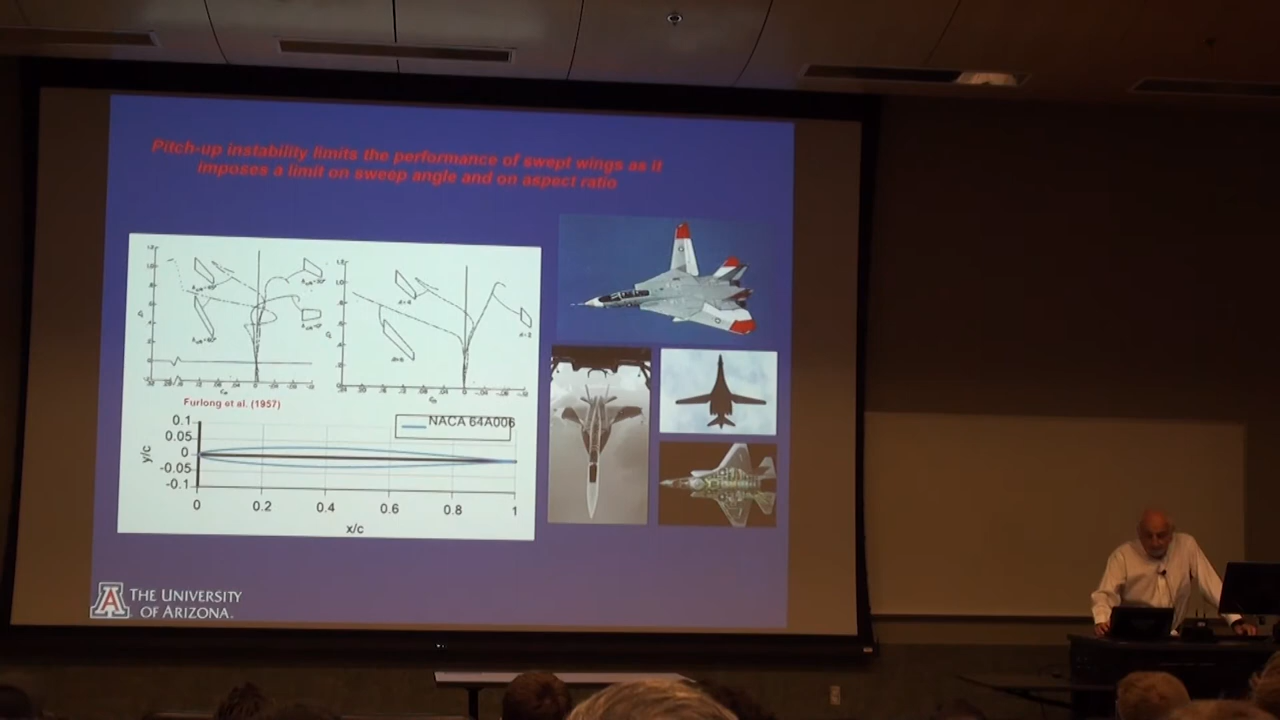 Pitch-up instability limits the performance of swept wings as it
imposes a limit on sweep angle and on aspect ratio
Furlong et al. (1957)
NACA 64A006
0.1
0.05
0
-0.05
-0.1
y/c
0 0.2 0.4 0.6 0.8 1
x/c
A THE UNIVERSITY
OF ARIZONA.